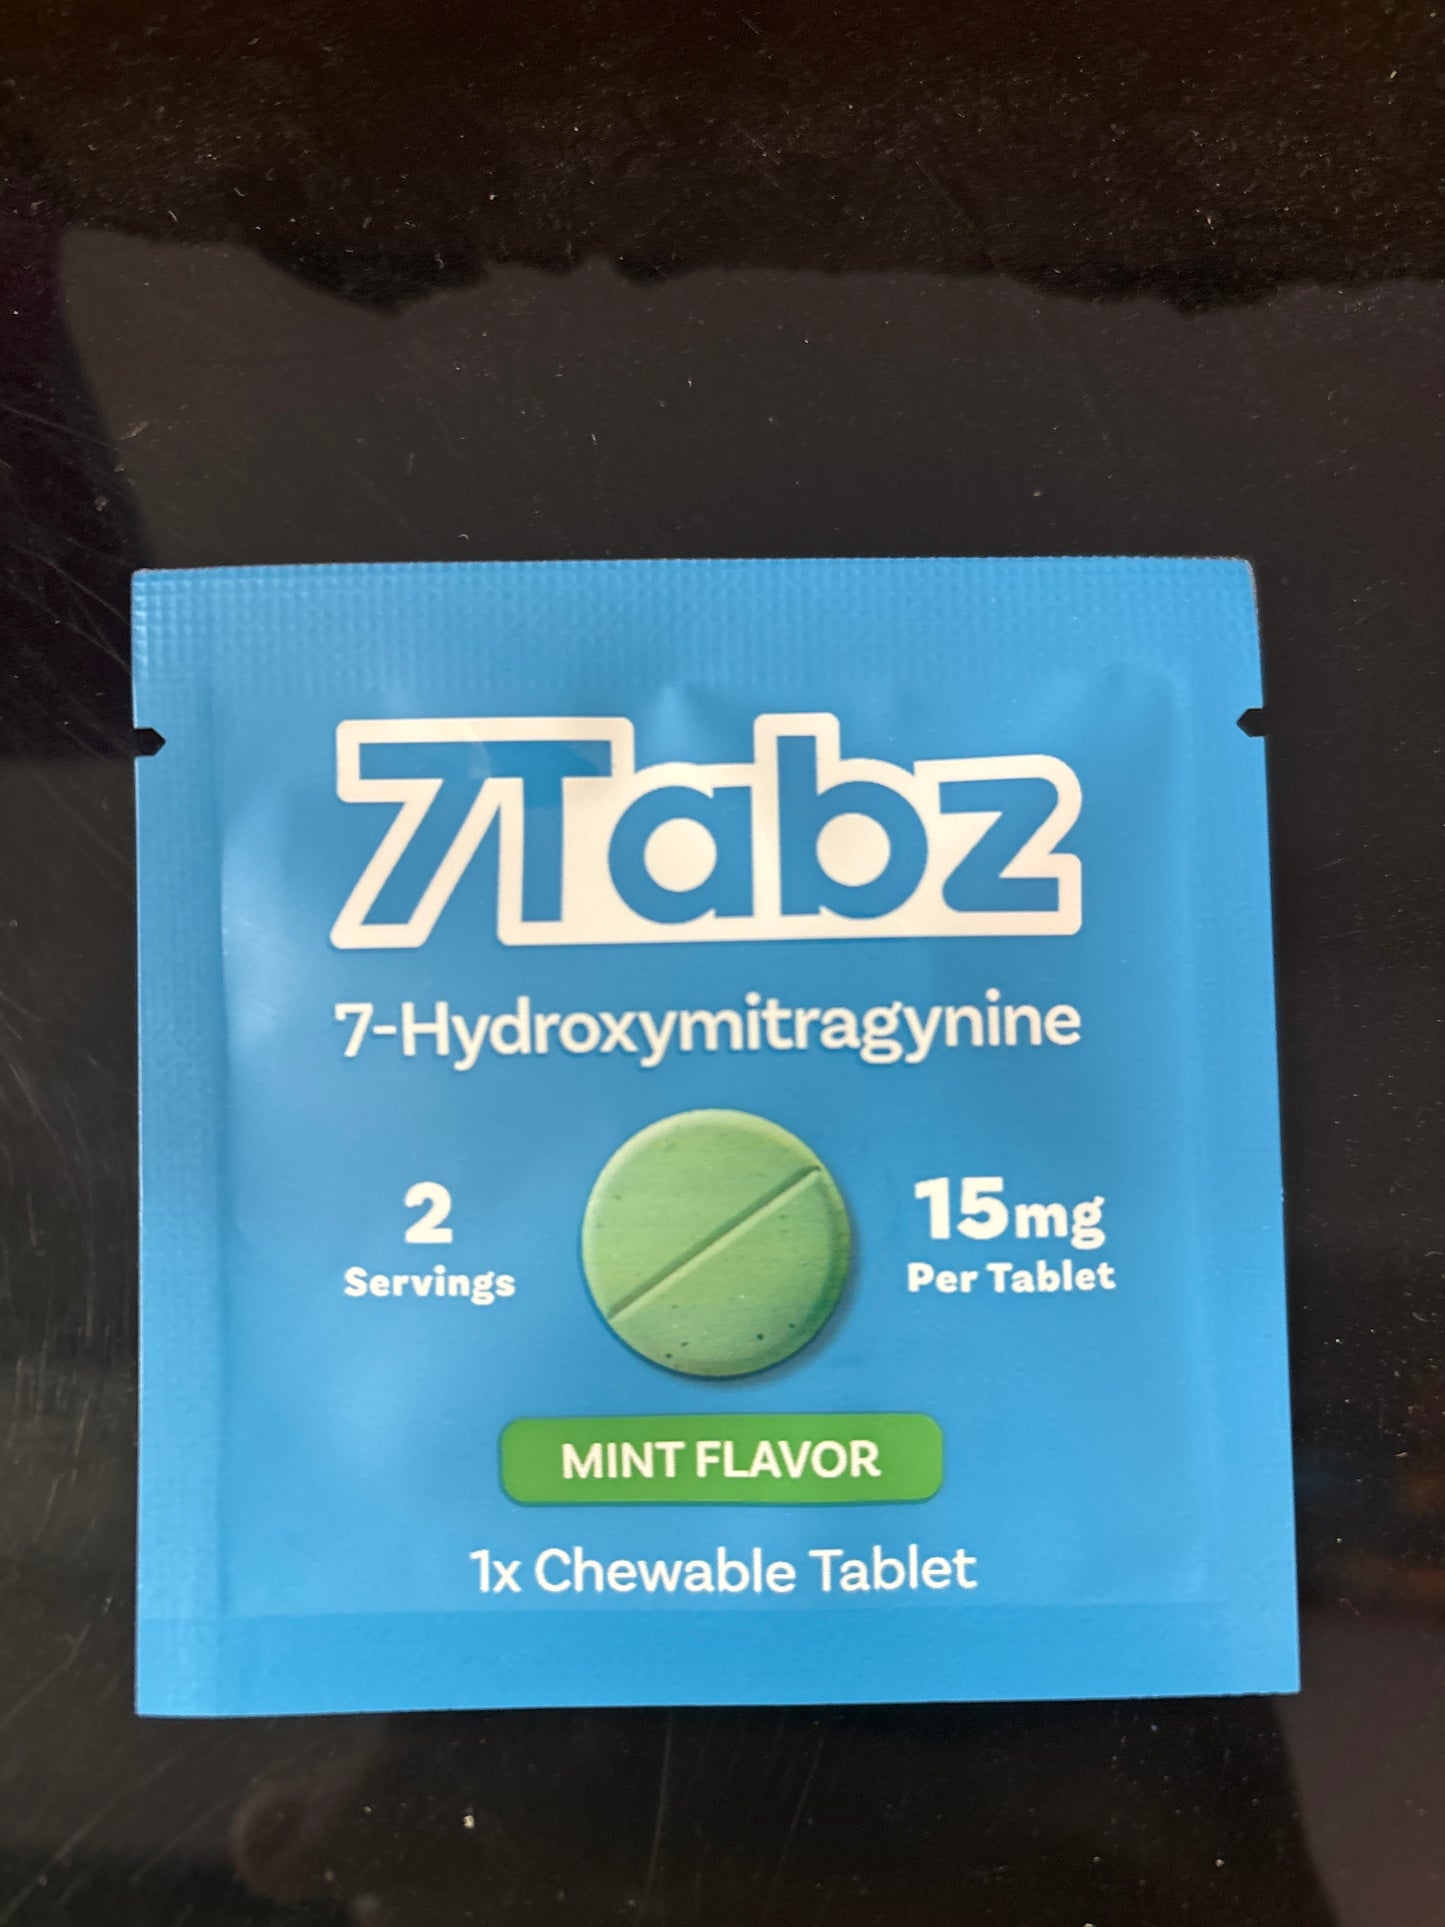 7Tabz
7-Hydroxymitragynine
2
Servings
15mg
Per Tablet
MINT FLAVOR
1x Chewable Tablet